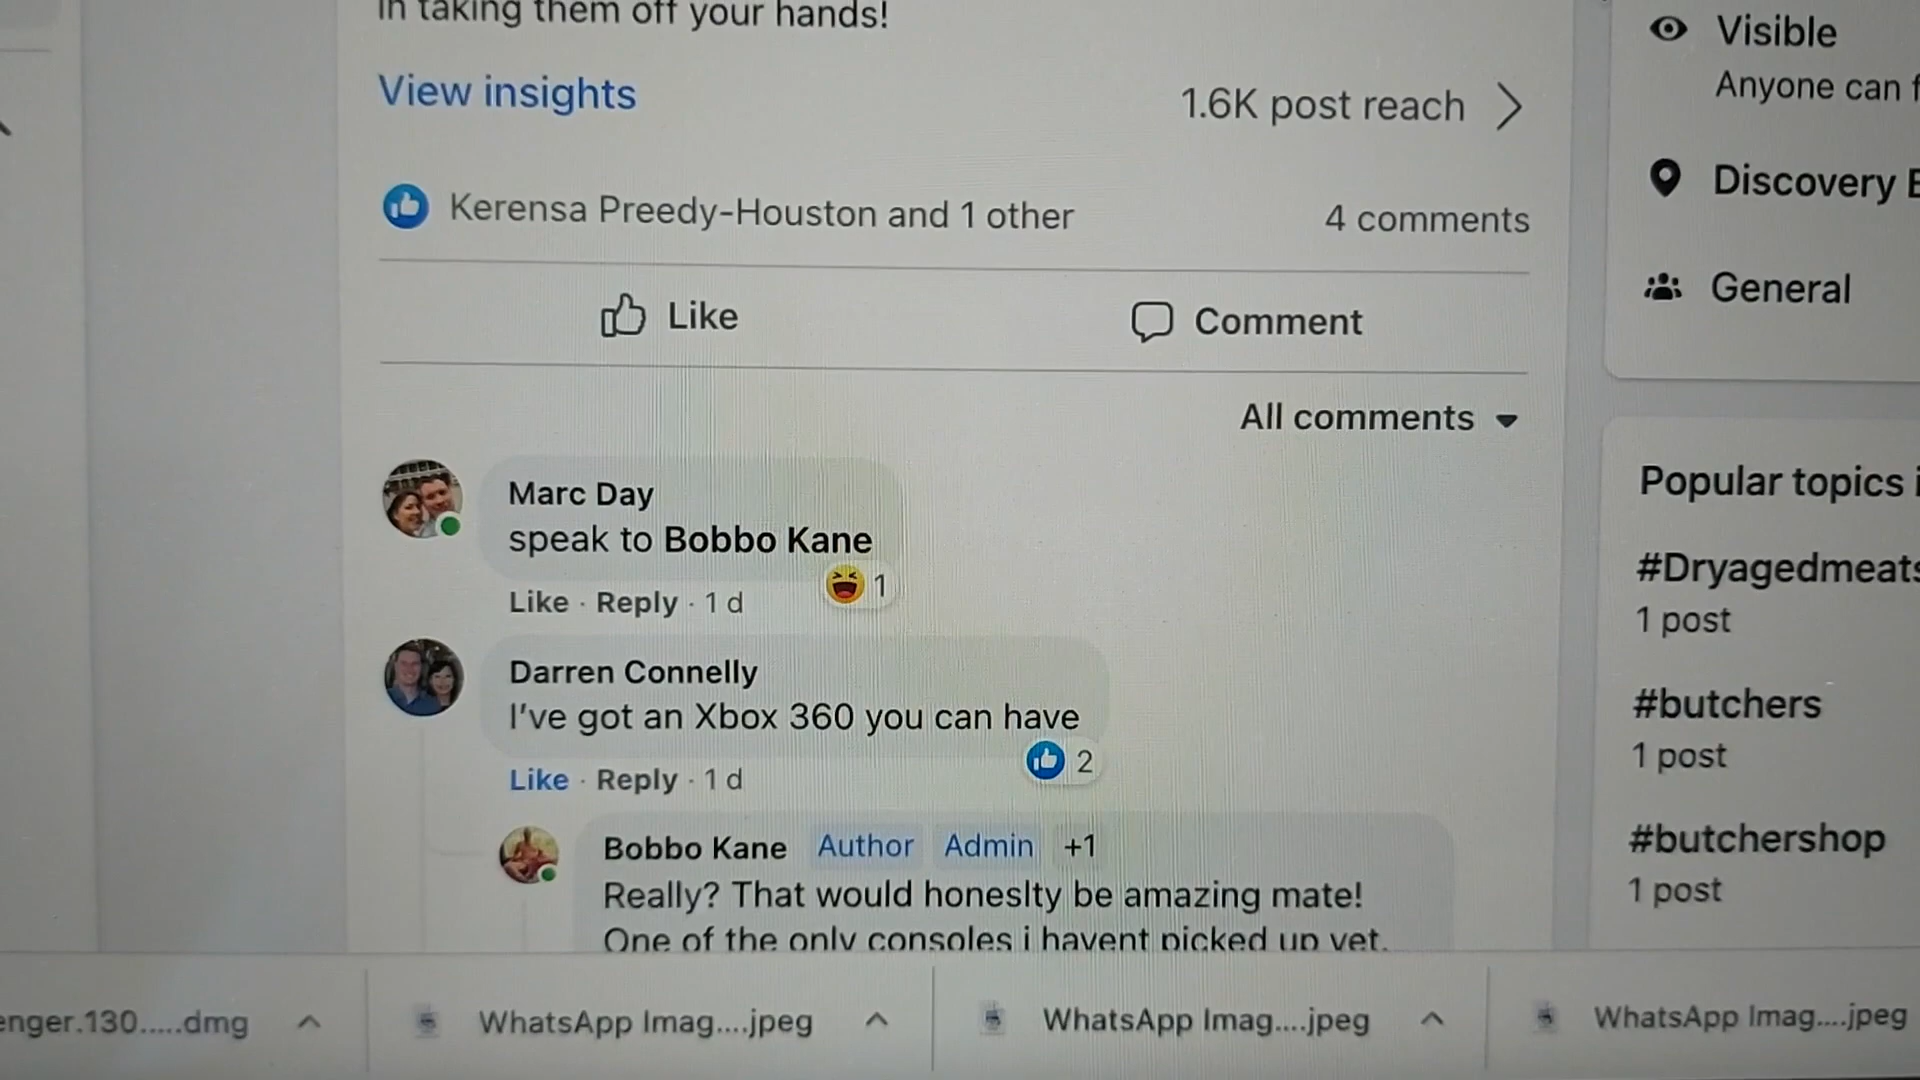 in taking them off your hands!
View insights
1.6K post reach
Kerensa Preedy-Houston and 1 other
4 comments
Like
Comment
All comments
Marc Day
speak to Bobbo Kane
1
Like · Reply · 1 d
Darren Connelly
I've got an Xbox 360 you can have
2
Like · Reply · 1 d
Bobbo Kane Author Admin +1
Really? That would honeslty be amazing mate!
One of the only consoles i havent picked up yet.
Visible
Anyone can f
Discovery E
General
Popular topics i
#Dryagedmeats
1 post
#butchers
1 post
#butchershop
1 post
enger.130.....dmg
WhatsApp Imag....jpeg
WhatsApp Imag....jpeg
WhatsApp Imag....jpeg